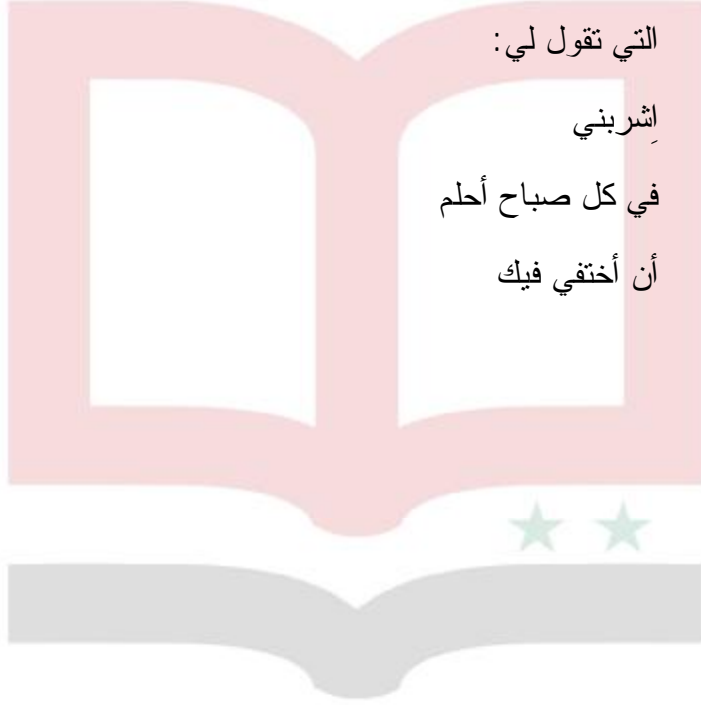 التي تقول لي:
اِشربني
في كل صباح أحلم
أن أختفي فيك